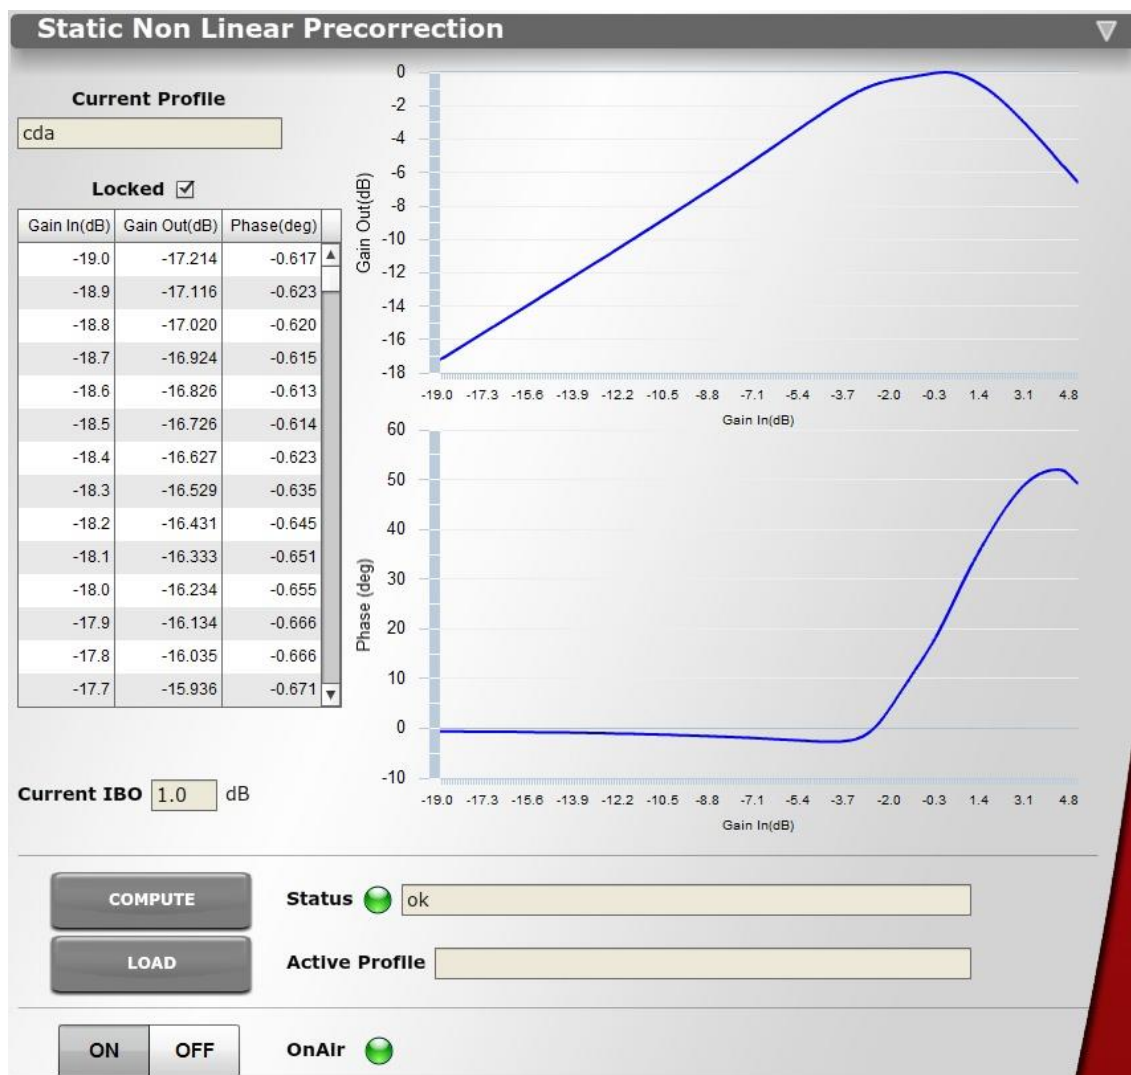 Static Non Linear Precorrection
Current Profile
cda
Locked
Gain In(dB) Gain Out(dB) Phase(deg)
-19.0 -17.214 -0.617
-18.9 -17.116 -0.623
-18.8 -17.020 -0.620
-18.7 -16.924 -0.615
-18.6 -16.826 -0.613
-18.5 -16.726 -0.614
-18.4 -16.627 -0.623
-18.3 -16.529 -0.635
-18.2 -16.431 -0.645
-18.1 -16.333 -0.651
-18.0 -16.234 -0.655
-17.9 -16.134 -0.666
-17.8 -16.035 -0.666
-17.7 -15.936 -0.671
Current IBO 1.0 dB
Gain Out(dB)
0
-2
-4
-6
-8
-10
-12
-14
-16
-18
-19.0 -17.3 -15.6 -13.9 -12.2 -10.5 -8.8 -7.1 -5.4 -3.7 -2.0 -0.3 1.4 3.1 4.8
Gain In(dB)
Phase (deg)
60
50
40
30
20
10
0
-10
-19.0 -17.3 -15.6 -13.9 -12.2 -10.5 -8.8 -7.1 -5.4 -3.7 -2.0 -0.3 1.4 3.1 4.8
Gain In(dB)
COMPUTE
Status ok
LOAD
Active Profile
ON OFF
OnAir